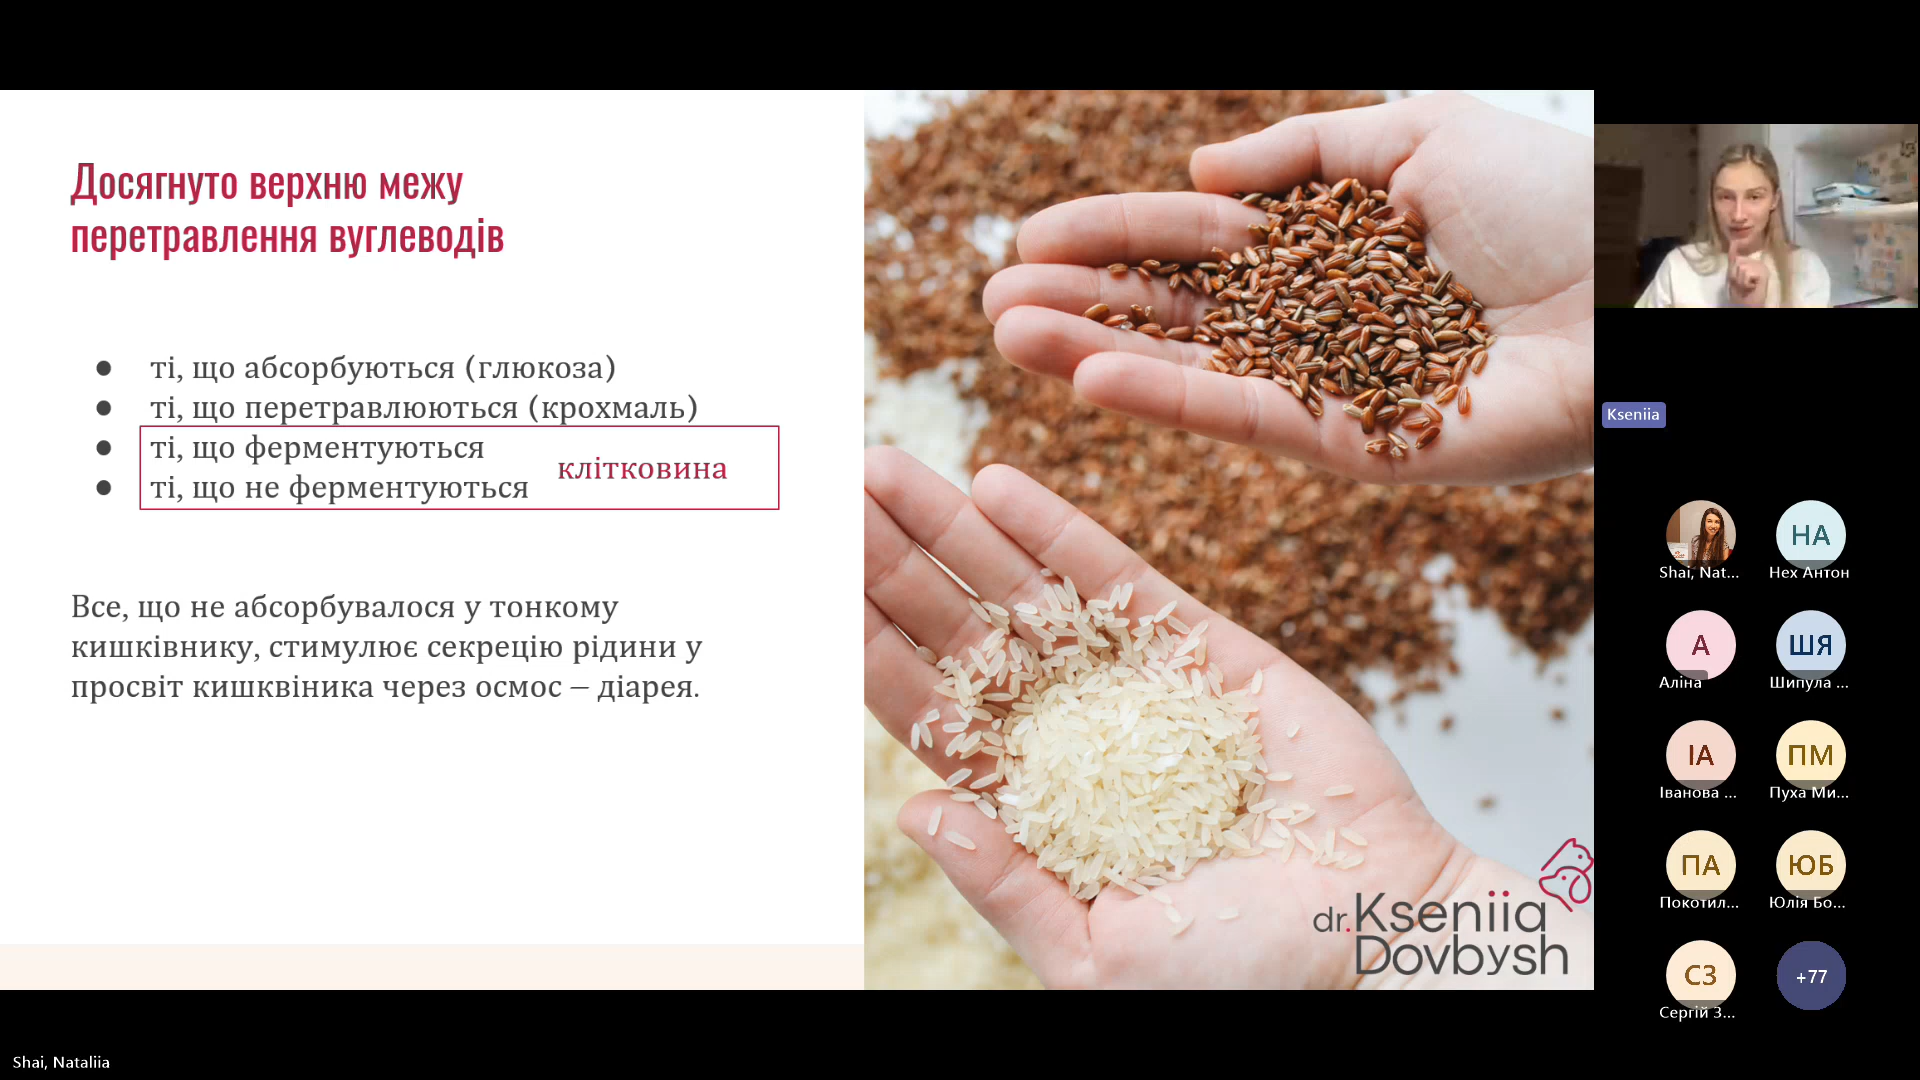 Досягнуто верхню межу
перетравлення вуглеводів
ті, що абсорбуються (глюкоза)
ті, що перетравлюються (крохмаль)
ті, що ферментуються
клітковина
ті, що не ферментуються
Все, що не абсорбувалося у тонкому
кишківнику, стимулює секрецію рідини у
просвіт кишквіника через осмос – діарея.
dr.Kseniia
Dovbysh
Kseniia
Shai, Nat...
НА
Нех Антон
А
Аліна
ШЯ
Шипула ...
ІА
Іванова ...
ПМ
Пуха Ми...
ПА
Покотил...
ЮБ
Юлія Бо...
СЗ
Сергій З...
+77
Shai, Nataliia